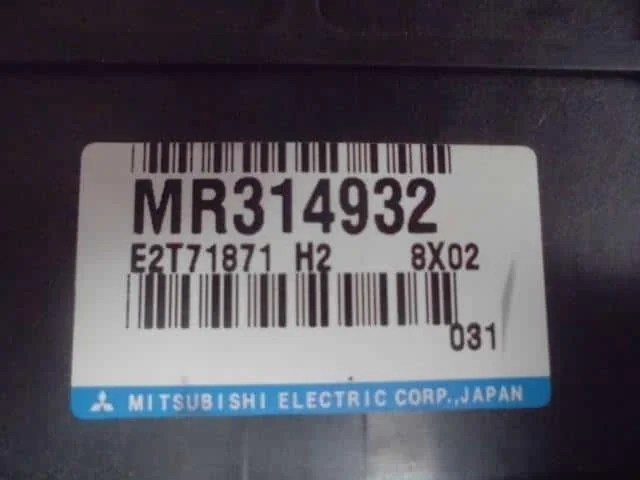 MR314932
E2T71871 H2 8X02
031
MITSUBISHI ELECTRIC CORP.,JAPAN